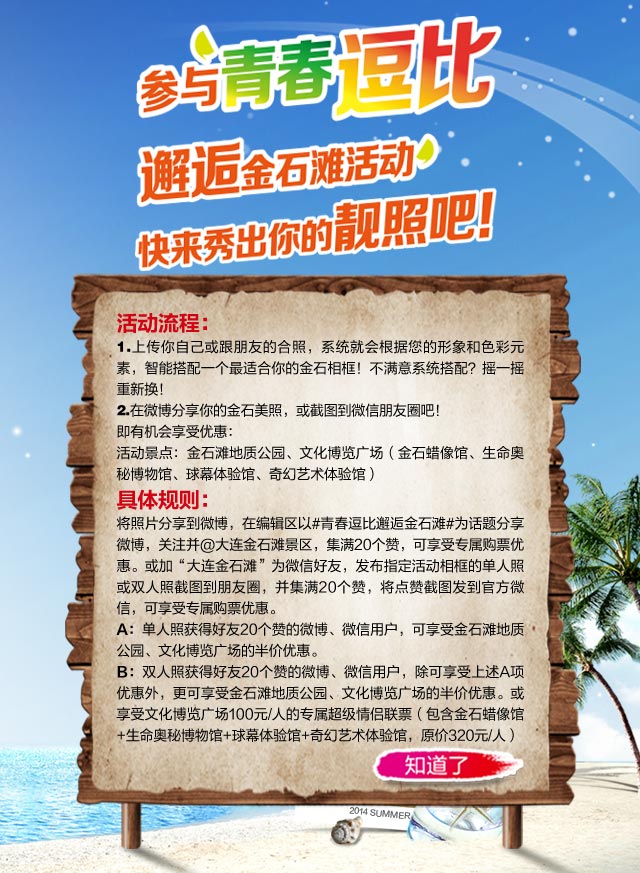 参与青春逗比
邂逅金石滩活动
快来秀出你的靓照吧！
活动流程：
1.上传你自己或跟朋友的合照，系统就会根据您的形象和色彩元
素，智能搭配一个最适合你的金石相框！不满意系统搭配？摇一摇
重新换！
2.在微博分享你的金石美照，或截图到微信朋友圈吧！
即有机会享受优惠：
活动景点：金石滩地质公园、文化博览广场（金石蜡像馆、生命奥
秘博物馆、球幕体验馆、奇幻艺术体验馆）
具体规则：
将照片分享到微博，在编辑区以#青春逗比邂逅金石滩#为话题分享
微博，关注并@大连金石滩景区，集满20个赞，可享受专属购票优
惠。或加“大连金石滩”为微信好友，发布指定活动相框的单人照
或双人照截图到朋友圈，并集满20个赞，将点赞截图发到官方微
信，可享受专属购票优惠。
A：单人照获得好友20个赞的微博、微信用户，可享受金石滩地质
公园、文化博览广场的半价优惠。
B：双人照获得好友20个赞的微博、微信用户，除可享受上述A项
优惠外，更可享受金石滩地质公园、文化博览广场的半价优惠。或
享受文化博览广场100元/人的专属超级情侣联票（包含金石蜡像馆
+生命奥秘博物馆+球幕体验馆+奇幻艺术体验馆，原价320元/人）
知道了
2014 SUMMER